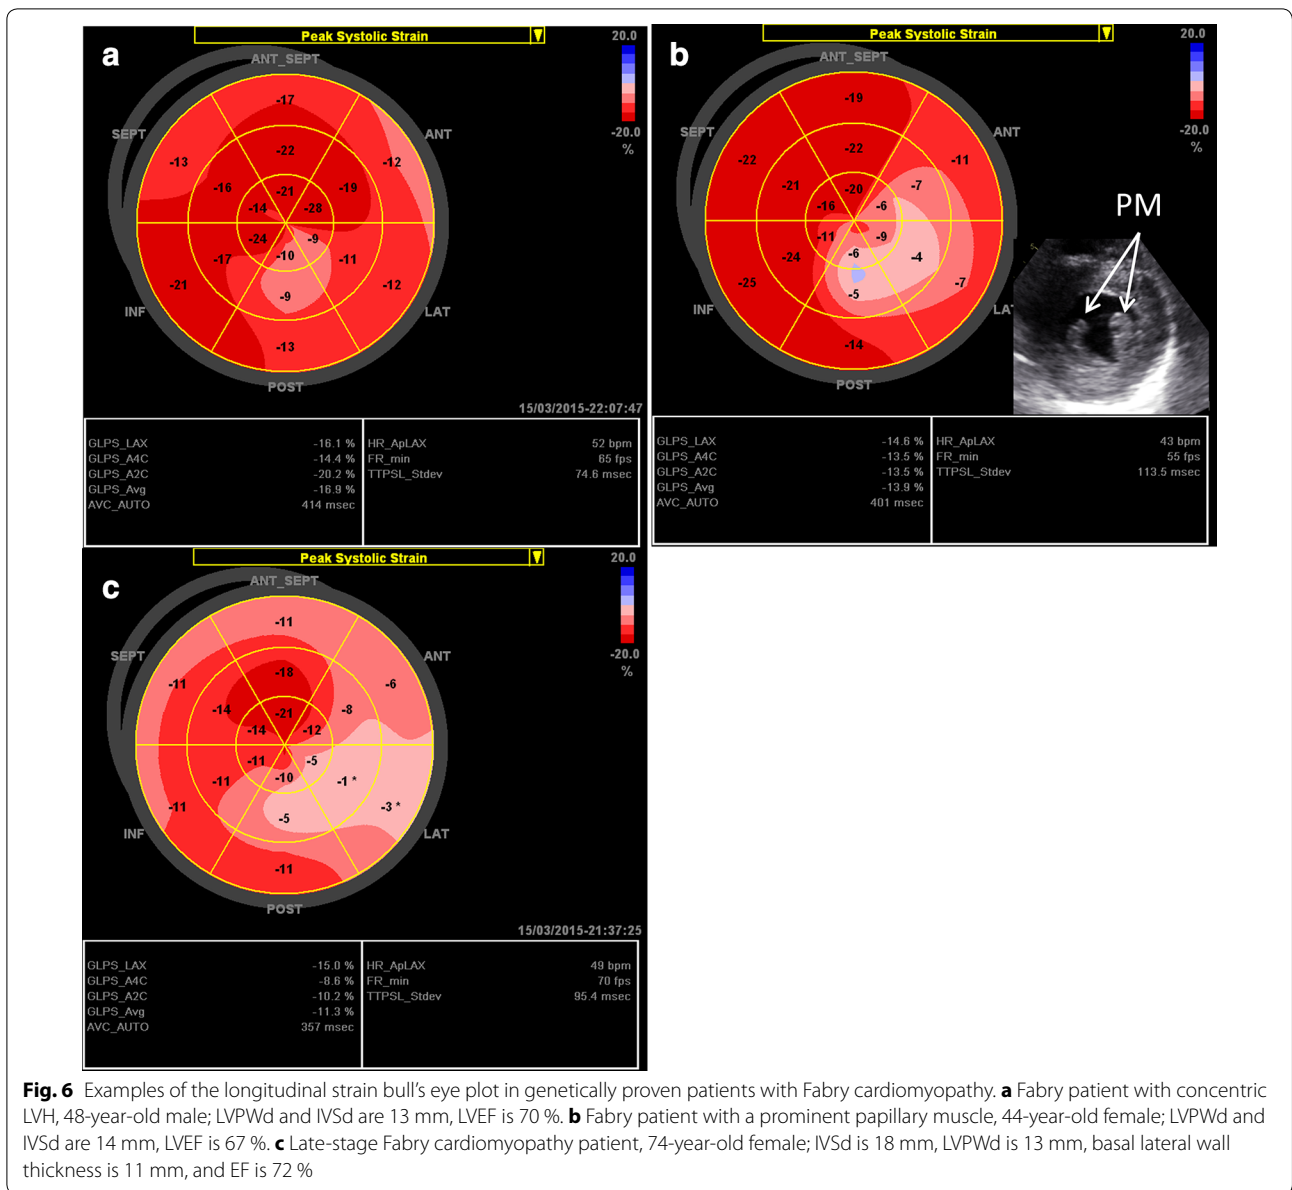 a
Peak Systolic Strain
20.0
-20.0
%
ANT_SEPT
SEPT
ANT
INF
LAT
POST
-17
-13
-12
-22
-16
-19
-21
-14
-28
-24
-9
-10
-17
-11
-21
-12
-9
-13
15/03/2015-22:07:47
GLPS_LAX -16.1 %
GLPS_A4C -14.4 %
GLPS_A2C -20.2 %
GLPS_Avg -16.9 %
AVC_AUTO 414 msec
HR_ApLAX 52 bpm
FR_min 65 fps
TTPSL_Stdev 74.6 msec
b
Peak Systolic Strain
20.0
-20.0
%
ANT_SEPT
SEPT
ANT
INF
LAT
POST
-19
-22
-11
-22
-21
-7
-20
-16
-6
-11
-9
-6
-24
-4
-25
-7
-5
-14
PM
GLPS_LAX -14.6 %
GLPS_A4C -13.5 %
GLPS_A2C -13.5 %
GLPS_Avg -13.9 %
AVC_AUTO 401 msec
HR_ApLAX 43 bpm
FR_min 55 fps
TTPSL_Stdev 113.5 msec
c
Peak Systolic Strain
20.0
-20.0
%
ANT_SEPT
SEPT
ANT
INF
LAT
POST
-11
-11
-6
-18
-14
-8
-21
-14
-12
-11
-5
-10
-11
-1 *
-11
-3 *
-5
-11
15/03/2015-21:37:25
GLPS_LAX -15.0 %
GLPS_A4C -8.6 %
GLPS_A2C -10.2 %
GLPS_Avg -11.3 %
AVC_AUTO 357 msec
HR_ApLAX 49 bpm
FR_min 70 fps
TTPSL_Stdev 95.4 msec
Fig. 6 Examples of the longitudinal strain bull's eye plot in genetically proven patients with Fabry cardiomyopathy. a Fabry patient with concentric
LVH, 48-year-old male; LVPWd and IVSd are 13 mm, LVEF is 70 %. b Fabry patient with a prominent papillary muscle, 44-year-old female; LVPWd and
IVSd are 14 mm, LVEF is 67 %. c Late-stage Fabry cardiomyopathy patient, 74-year-old female; IVSd is 18 mm, LVPWd is 13 mm, basal lateral wall
thickness is 11 mm, and EF is 72 %